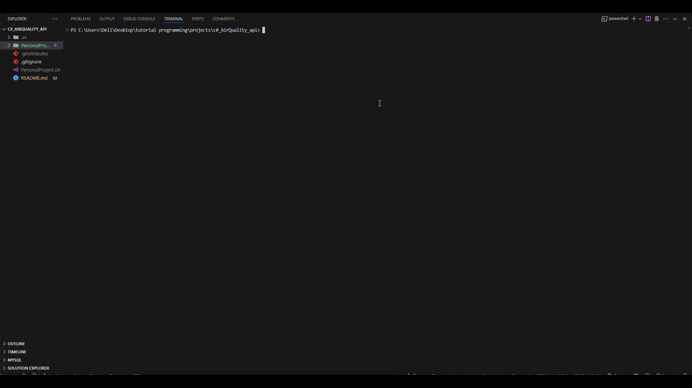 EXPLORER
PROBLEMS OUTPUT DEBUG CONSOLE TERMINAL PORTS COMMENTS
powershell
C#_AIRQUALITY_API
.vs
PersonalPro...
.gitattributes
.gitignore
PersonalProject.sln
README.md M
PS C:\Users\Dell\Desktop\tutorial programming\projects\c#_AirQuality_api>
OUTLINE
TIMELINE
MYSQL
SOLUTION EXPLORER